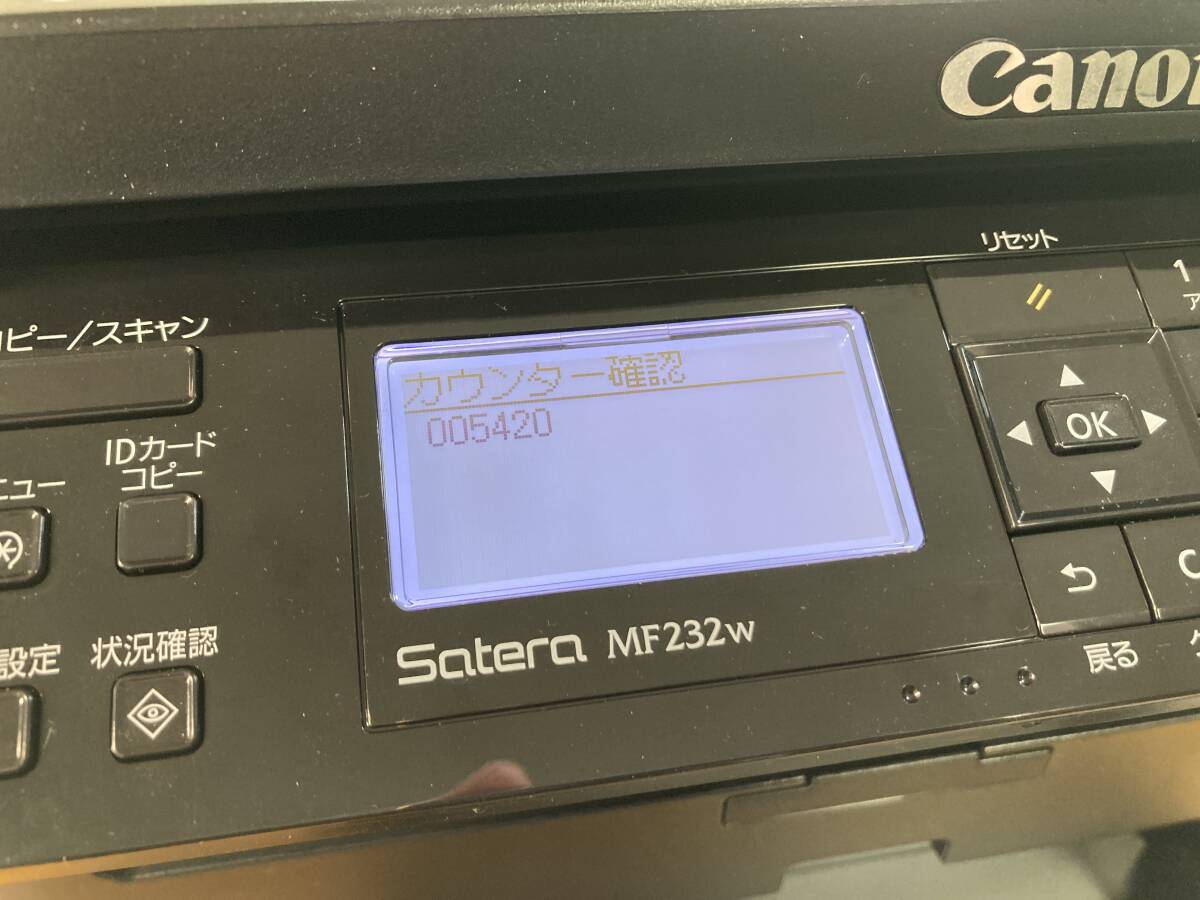 Canon
リセット
コピー/スキャン
カウンター確認
005420
IDカード
コピー
OK
Satera MF232w
状況確認
設定
戻る